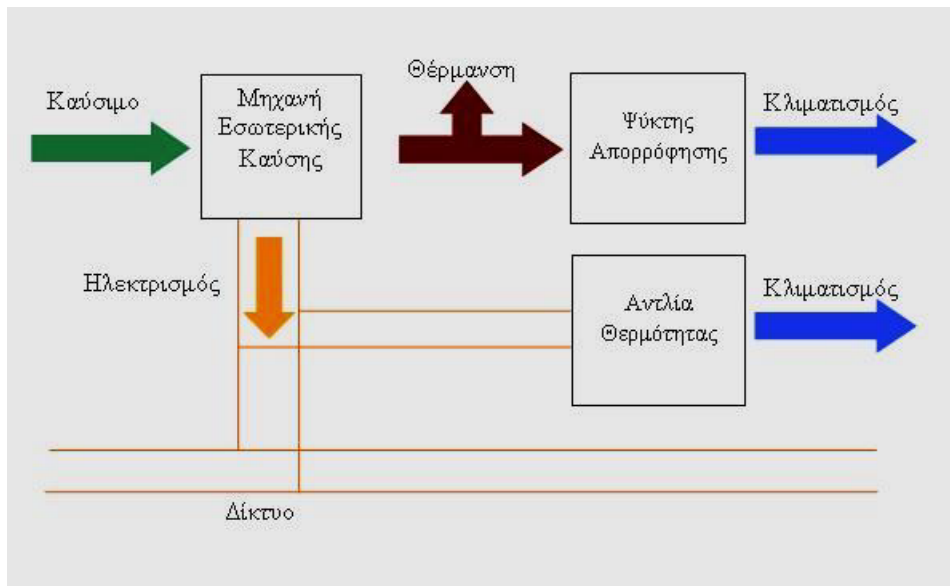 Καύσιμο
Μηχανή
Εσωτερικής
Καύσης
Θέρμανση
Ψύκτης
Απορρόφησης
Κλιματισμός
Ηλεκτρισμός
Αντλία
Θερμότητας
Κλιματισμός
Δίκτυο